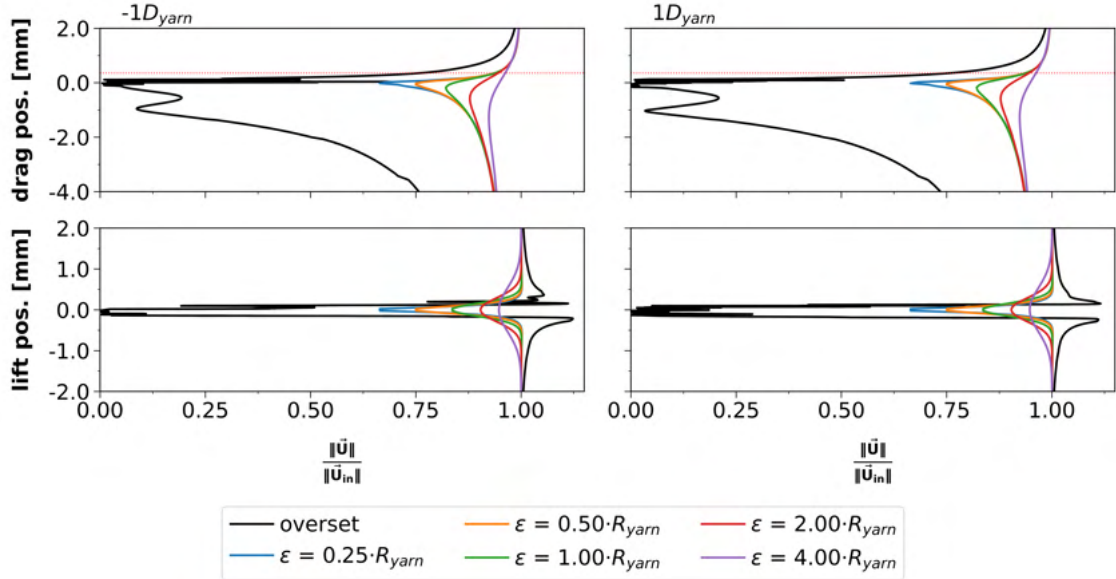 -1D_yarn 1D_yarn
2.0
0.0
-2.0
-4.0
drag pos. [mm]
2.0
1.0
0.0
-1.0
-2.0
lift pos. [mm]
0.00 0.25 0.50 0.75 1.00 0.00 0.25 0.50 0.75 1.00
‖U⃗‖ ‖U⃗‖
‖U⃗in‖ ‖U⃗in‖
overset ε = 0.50·R_yarn ε = 2.00·R_yarn
ε = 0.25·R_yarn ε = 1.00·R_yarn ε = 4.00·R_yarn